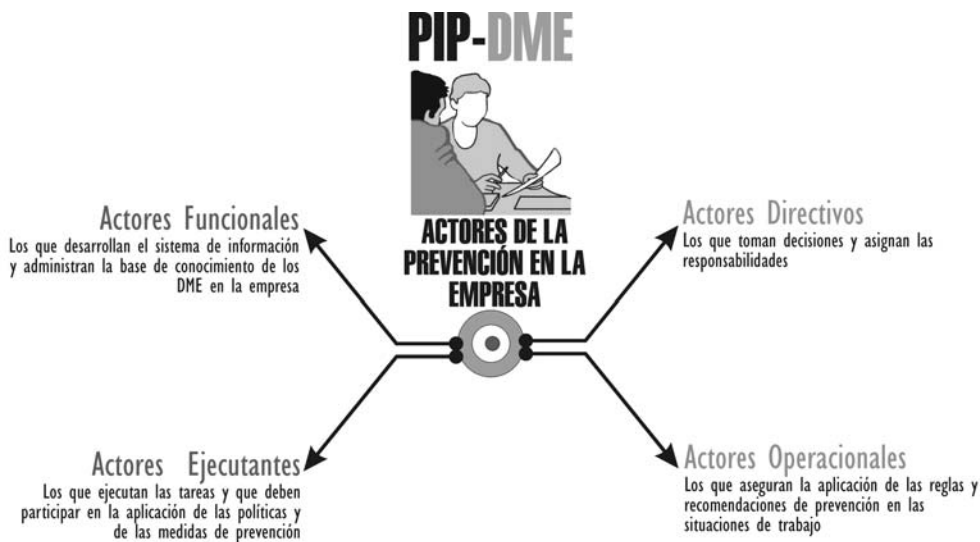 PIP-DME
ACTORES DE LA
PREVENCIÓN EN LA
EMPRESA
Actores Funcionales
Los que desarrollan el sistema de información
y administran la base de conocimiento de los
DME en la empresa
Actores Directivos
Los que toman decisiones y asignan las
responsabilidades
Actores Ejecutantes
Los que ejecutan las tareas y que deben
participar en la aplicación de las políticas y
de las medidas de prevención
Actores Operacionales
Los que aseguran la aplicación de las reglas y
recomendaciones de prevención en las
situaciones de trabajo